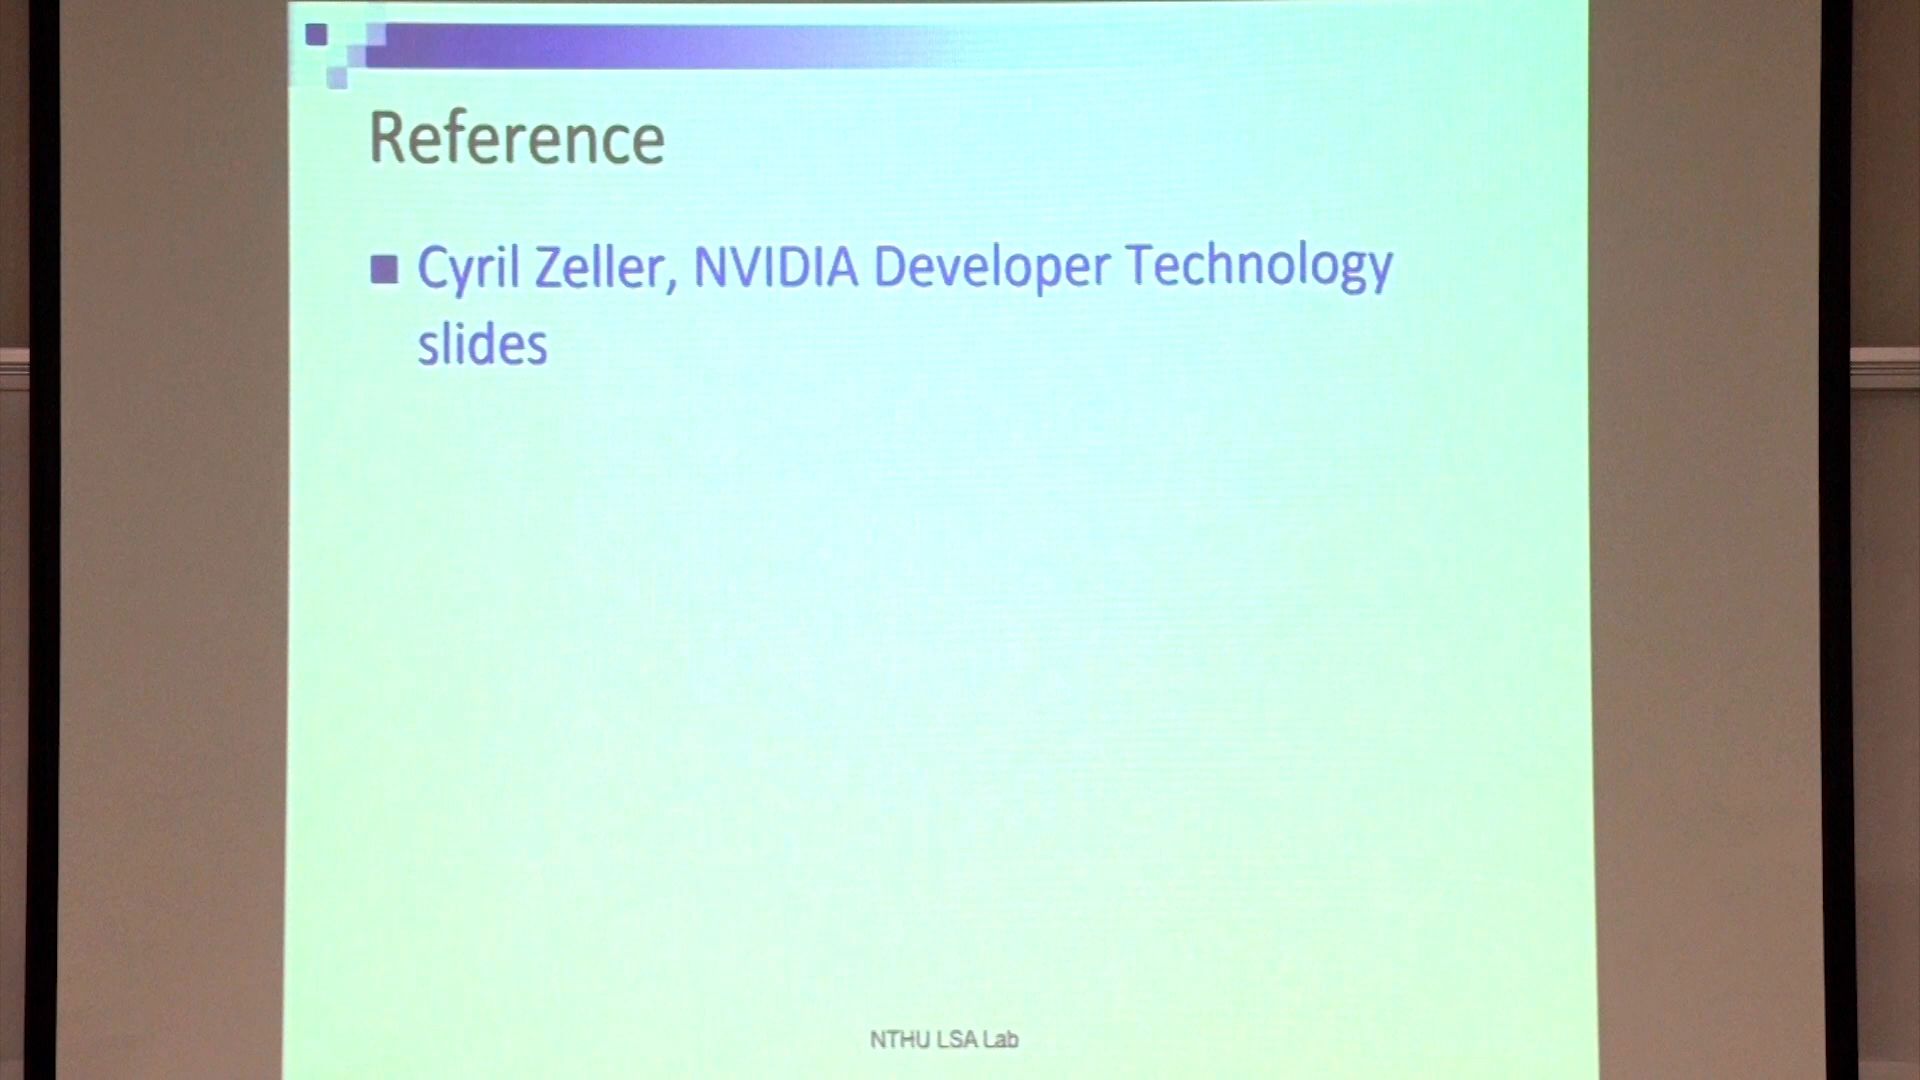 Reference
Cyril Zeller, NVIDIA Developer Technology
slides
NTHU LSA Lab